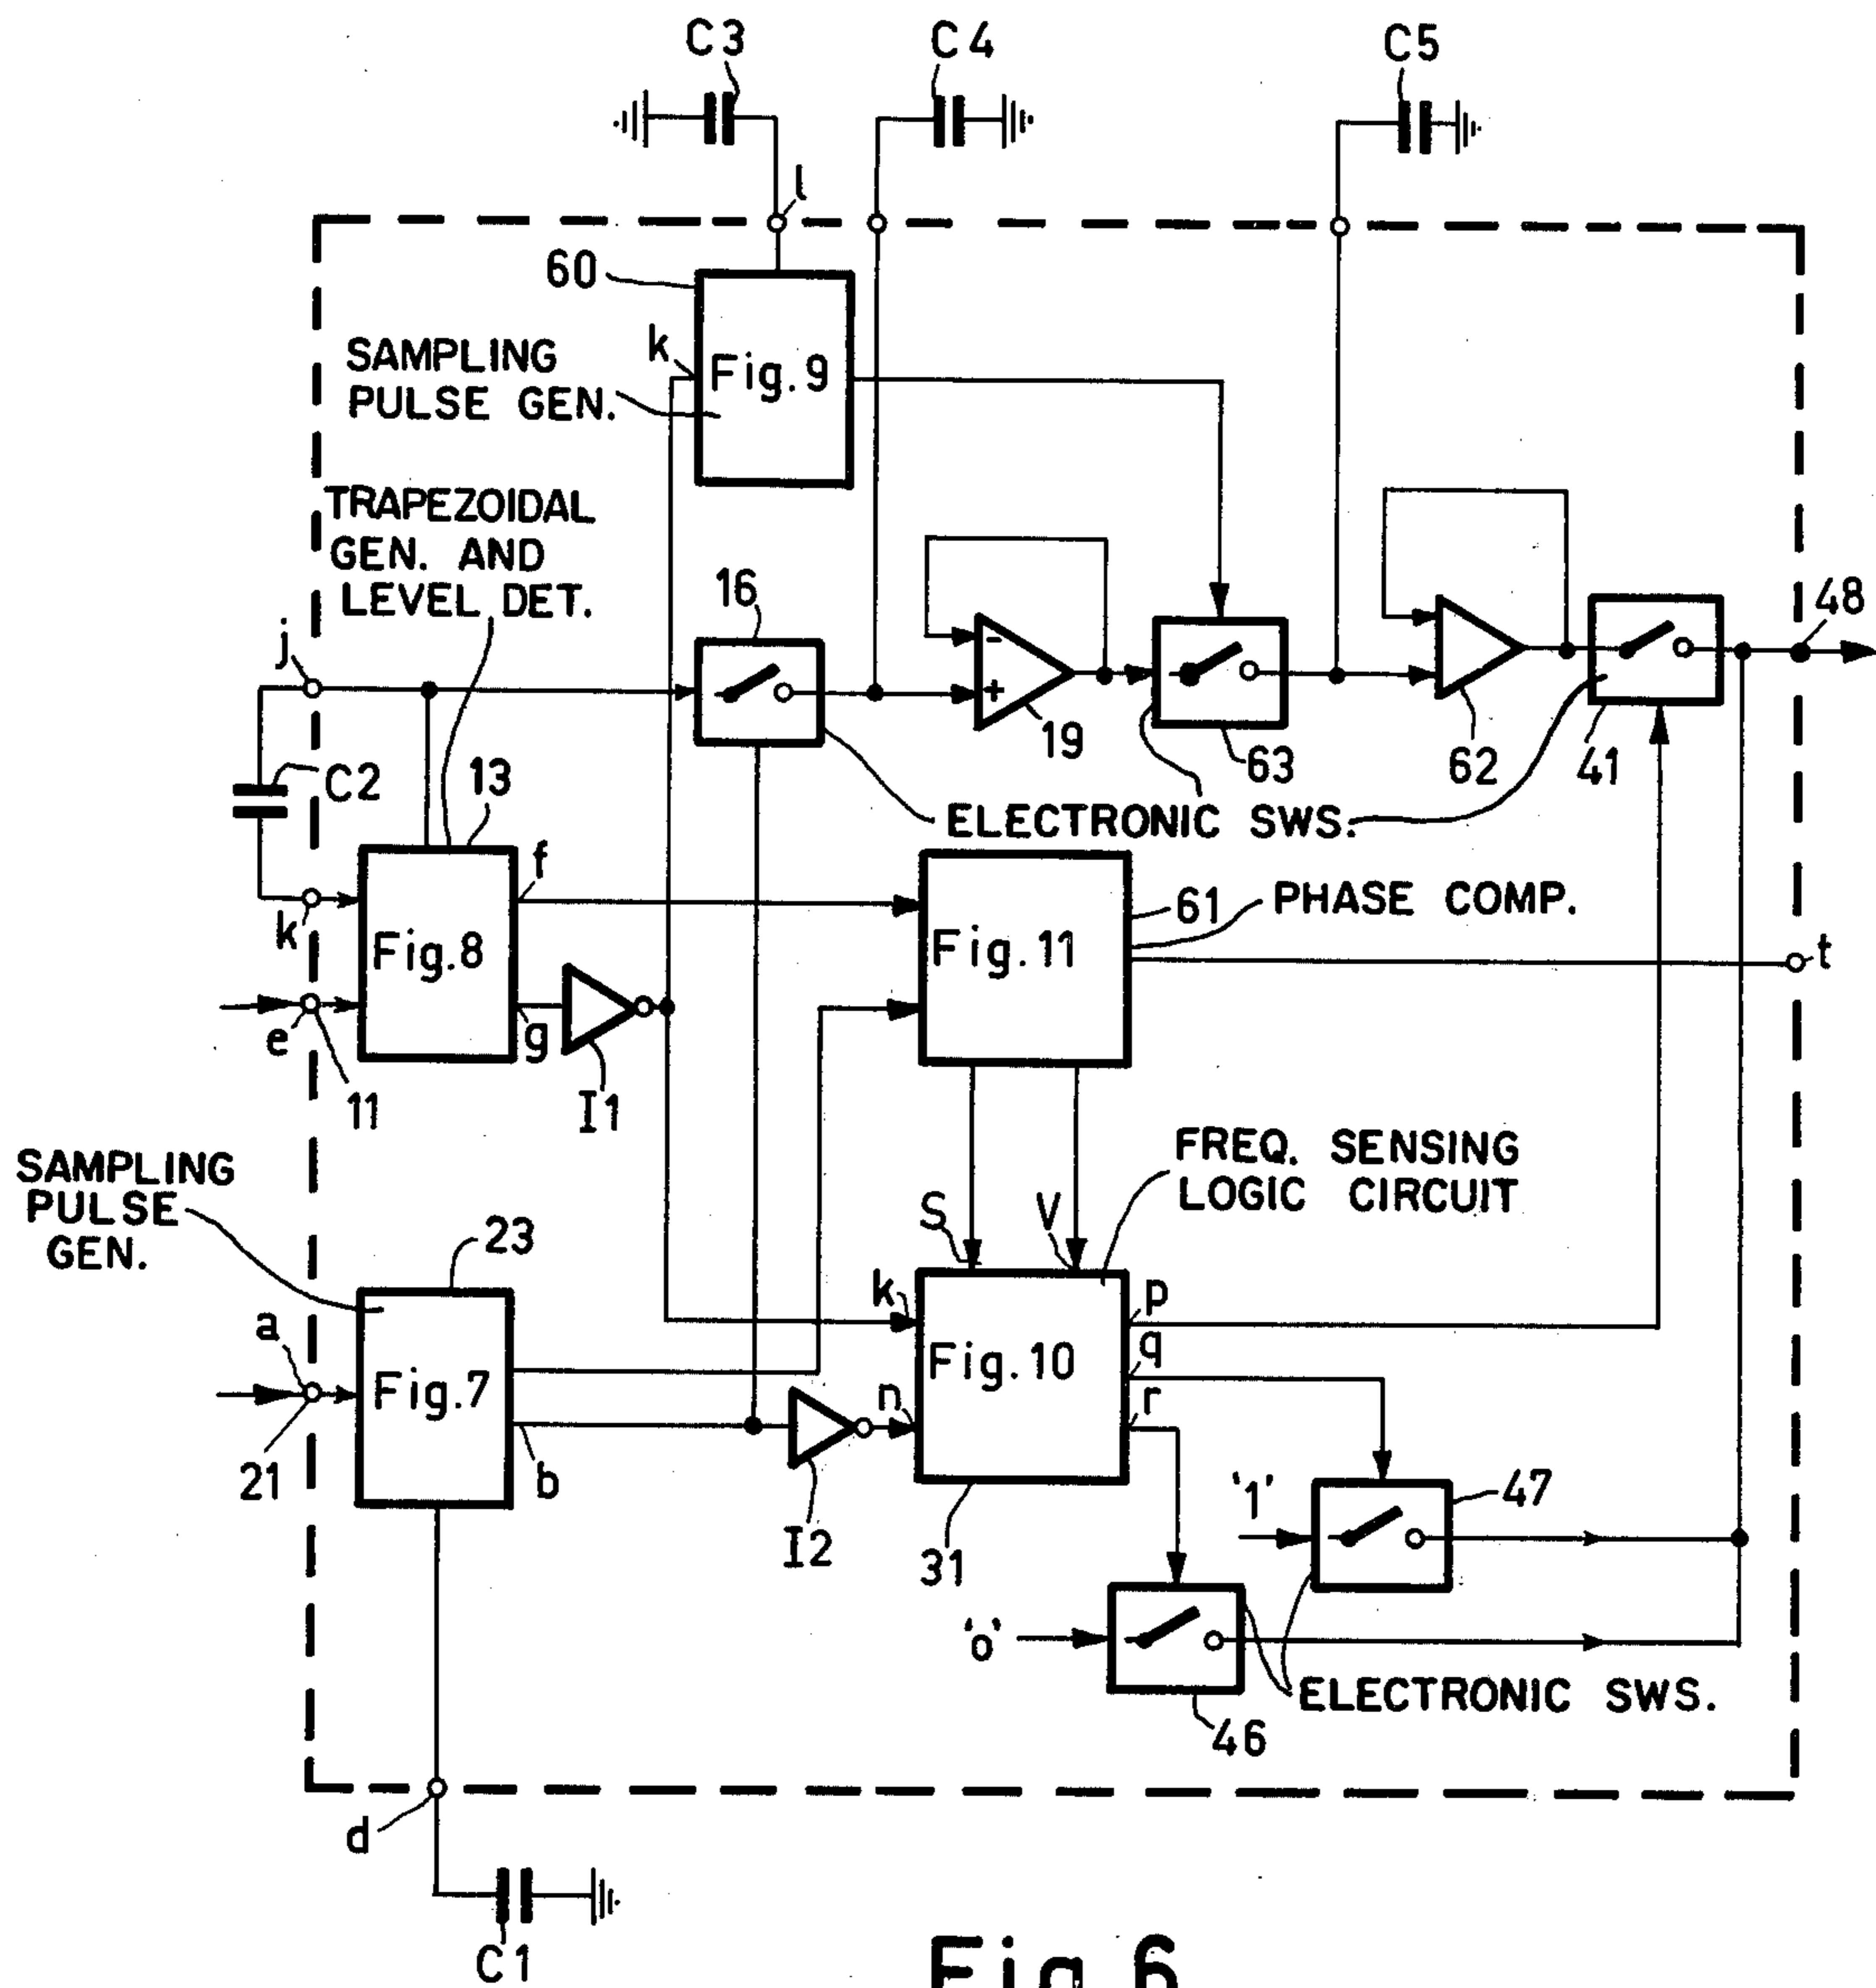 C3
C4
C5
l
60
k
SAMPLING
PULSE GEN.
Fig. 9
TRAPEZOIDAL
GEN. AND
LEVEL DET.
16
48
j
-
+
19
63
62
41
C2
13
ELECTRONIC SWS.
f
61
PHASE COMP.
k
Fig.8
Fig. 11
t
e
g
11
I1
FREQ. SENSING
LOGIC CIRCUIT
SAMPLING
PULSE
GEN.
S
V
23
a
k
p
Fig. 10
q
Fig.7
n
r
21
b
'1'
47
I2
31
'0'
ELECTRONIC SWS.
46
d
C1
Fig.6